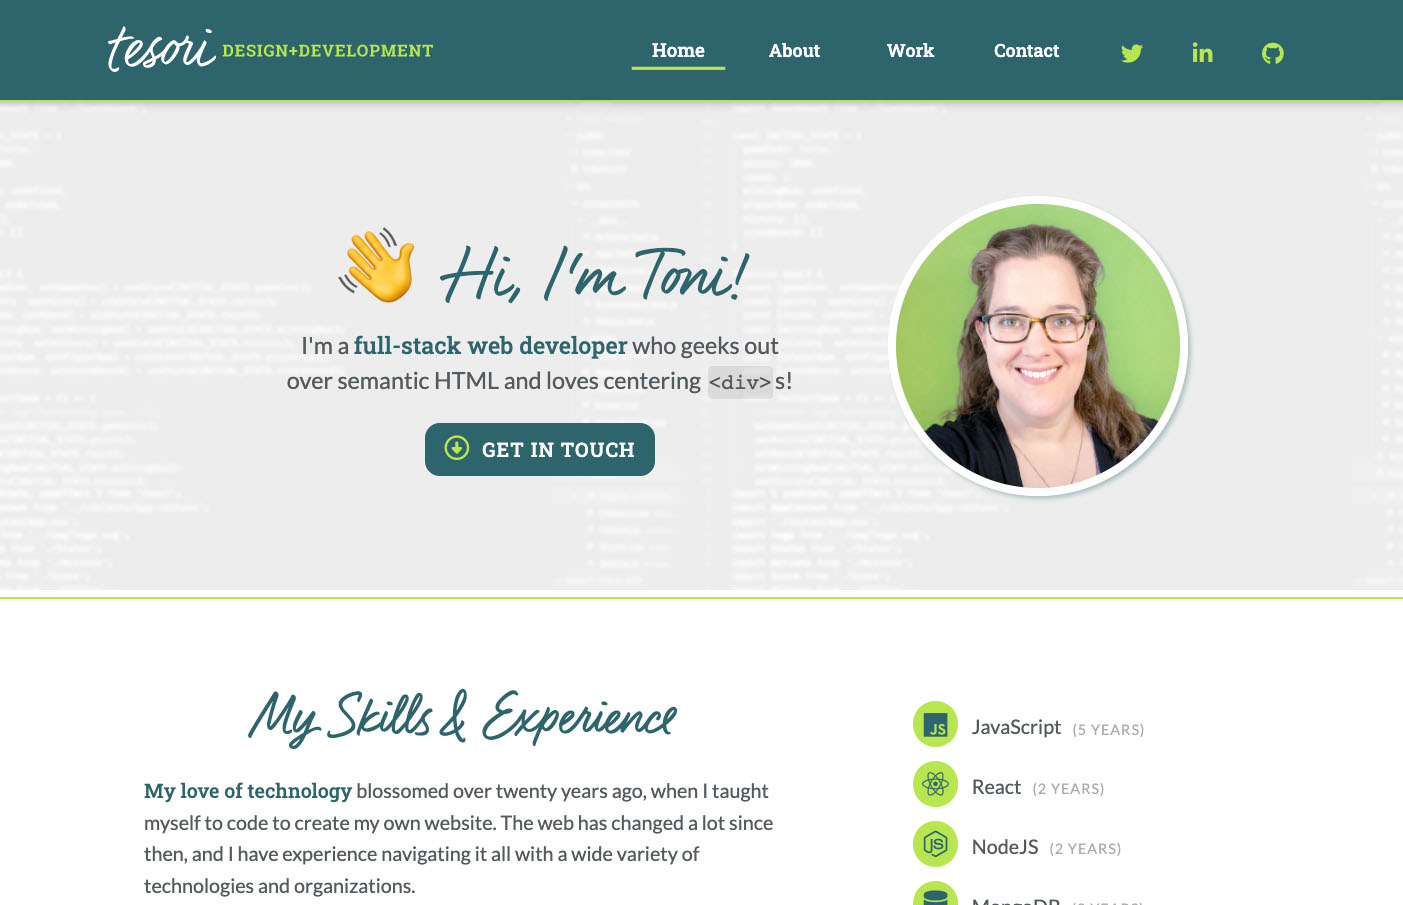 tesori DESIGN+DEVELOPMENT
Home About Work Contact
Hi, I'm Toni!
I'm a full-stack web developer who geeks out
over semantic HTML and loves centering <div>s!
GET IN TOUCH
My Skills & Experience
My love of technology blossomed over twenty years ago, when I taught
myself to code to create my own website. The web has changed a lot since
then, and I have experience navigating it all with a wide variety of
technologies and organizations.
JS JavaScript (5 YEARS)
React (2 YEARS)
JS NodeJS (2 YEARS)
MongoDB